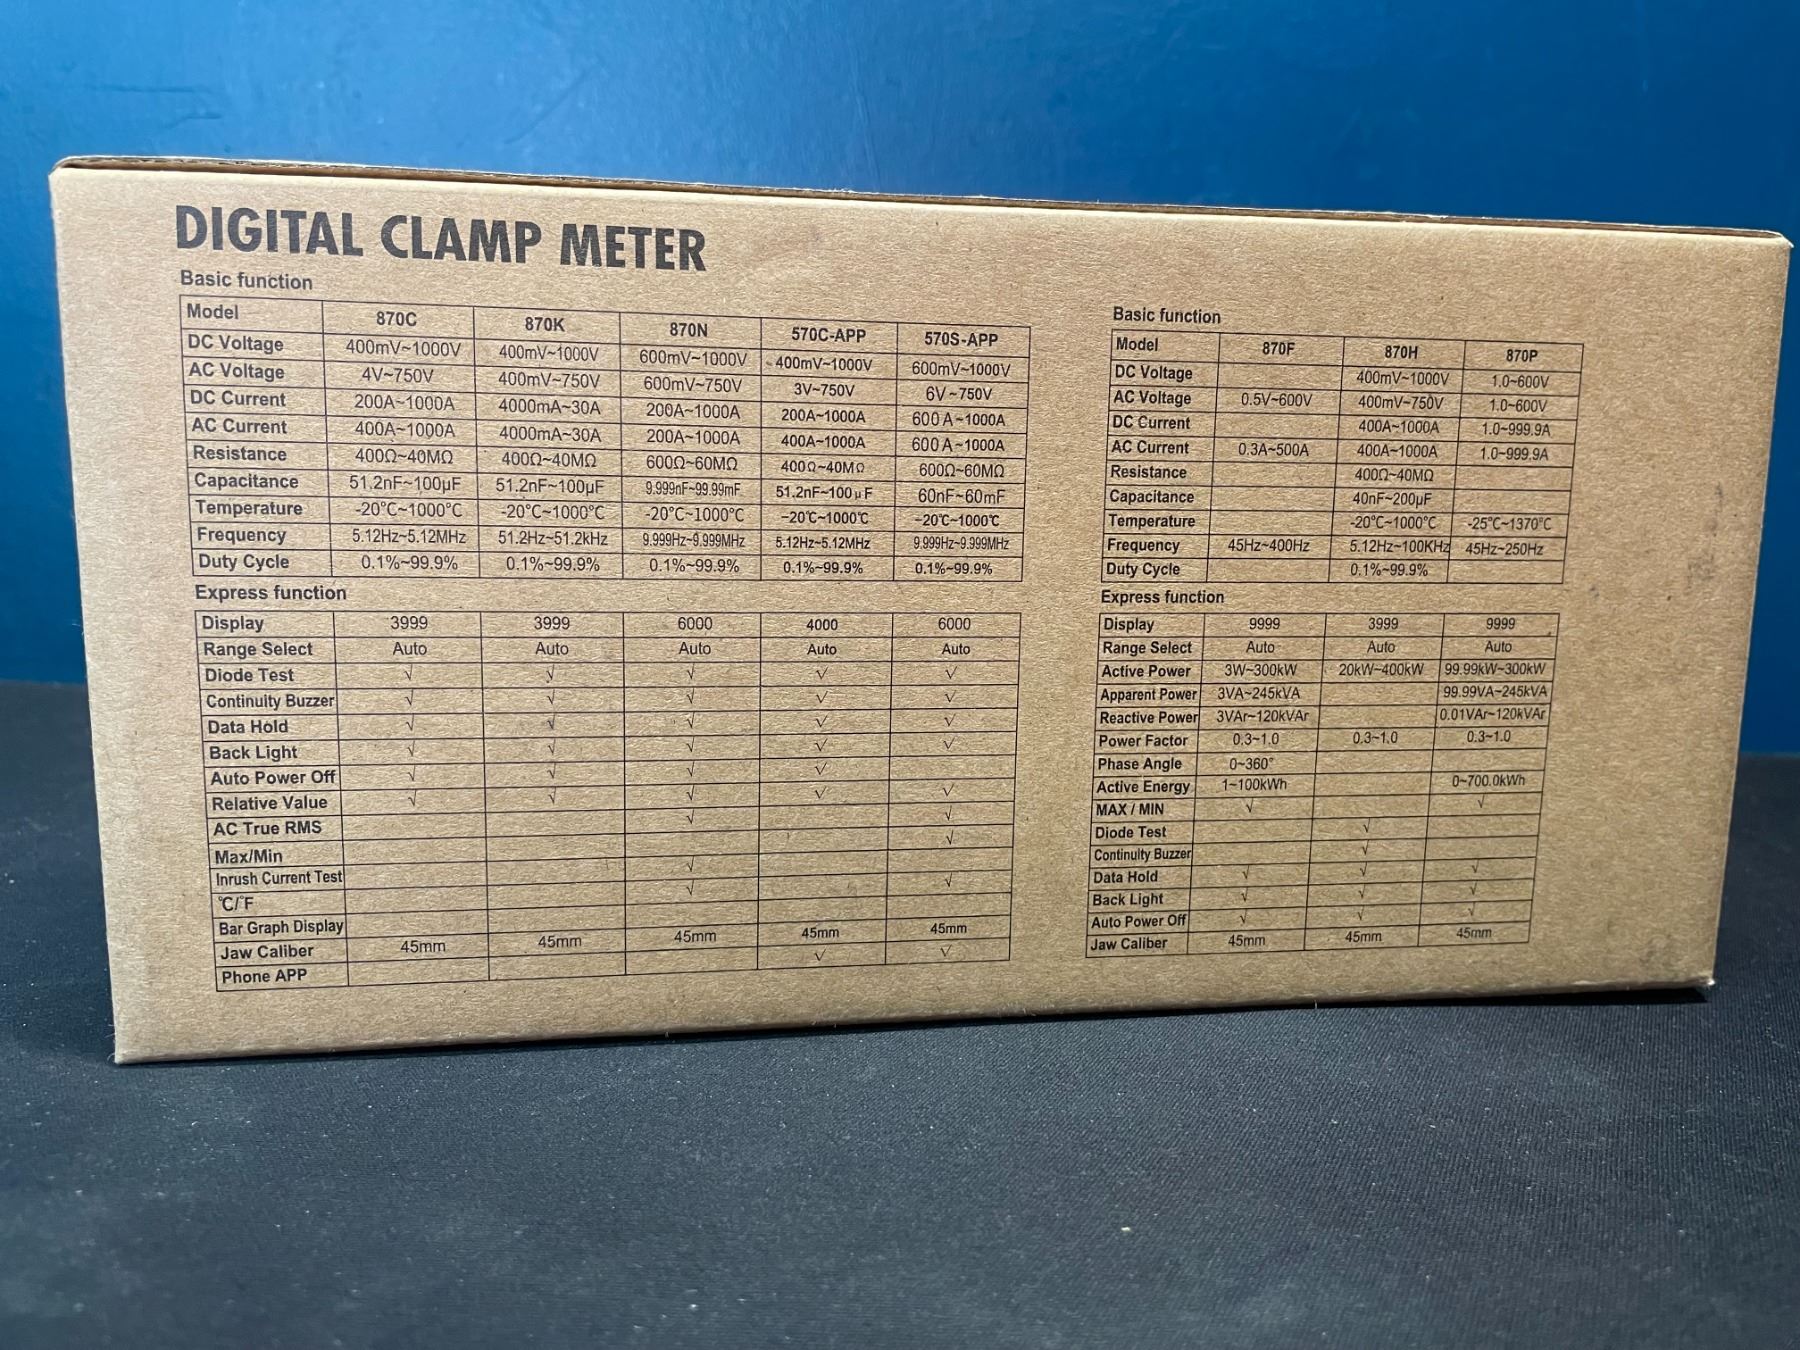 DIGITAL CLAMP METER
Basic function
Model 870C 870K 870N 570C-APP 570S-APP
DC Voltage 400mV~1000V 400mV~1000V 600mV~1000V 400mV~1000V 600mV~1000V
AC Voltage 4V~750V 400mV~750V 600mV~750V 3V~750V 6V~750V
DC Current 200A~1000A 4000mA~30A 200A~1000A 200A~1000A 600A~1000A
AC Current 400A~1000A 4000mA~30A 200A~1000A 400A~1000A 600A~1000A
Resistance 400Ω~40MΩ 400Ω~40MΩ 600Ω~60MΩ 400Ω~40MΩ 600Ω~60MΩ
Capacitance 51.2nF~100μF 51.2nF~100μF 9.999nF~99.99mF 51.2nF~100μF 60nF~60mF
Temperature -20°C~1000°C -20°C~1000°C -20°C~1000°C -20℃~1000℃ -20℃~1000℃
Frequency 5.12Hz~5.12MHz 51.2Hz~51.2kHz 9.999Hz~9.999MHz 5.12Hz~5.12MHz 9.999Hz~9.999MHz
Duty Cycle 0.1%~99.9% 0.1%~99.9% 0.1%~99.9% 0.1%~99.9% 0.1%~99.9%
Express function
Display 3999 3999 6000 4000 6000
Range Select Auto Auto Auto Auto Auto
Diode Test √ √ √ √ √
Continuity Buzzer √ √ √ √ √
Data Hold √ √ √ √ √
Back Light √ √ √ √ √
Auto Power Off √ √ √ √
Relative Value √ √ √ √ √
AC True RMS √ √
Max/Min √
Inrush Current Test √
℃/℉ √ √
Bar Graph Display
Jaw Caliber 45mm 45mm 45mm 45mm 45mm
Phone APP √ √
Basic function
Model 870F 870H 870P
DC Voltage 400mV~1000V 1.0~600V
AC Voltage 0.5V~600V 400mV~750V 1.0~600V
DC Current 400A~1000A 1.0~999.9A
AC Current 0.3A~500A 400A~1000A 1.0~999.9A
Resistance 400Ω~40MΩ
Capacitance 40nF~200μF
Temperature -20°C~1000°C -25°C~1370°C
Frequency 45Hz~400Hz 5.12Hz~100KHz 45Hz~250Hz
Duty Cycle 0.1%~99.9%
Express function
Display 9999 3999 9999
Range Select Auto Auto Auto
Active Power 3W~300kW 20kW~400kW 99.99kW~300kW
Apparent Power 3VA~245kVA 99.99VA~245kVA
Reactive Power 3VAr~120kVAr 0.01VAr~120kVAr
Power Factor 0.3~1.0 0.3~1.0 0.3~1.0
Phase Angle 0~360°
Active Energy 1~100kWh 0~700.0kWh
MAX / MIN √ √
Diode Test √
Continuity Buzzer √
Data Hold √ √ √
Back Light √ √ √
Auto Power Off √ √ √
Jaw Caliber 45mm 45mm 45mm